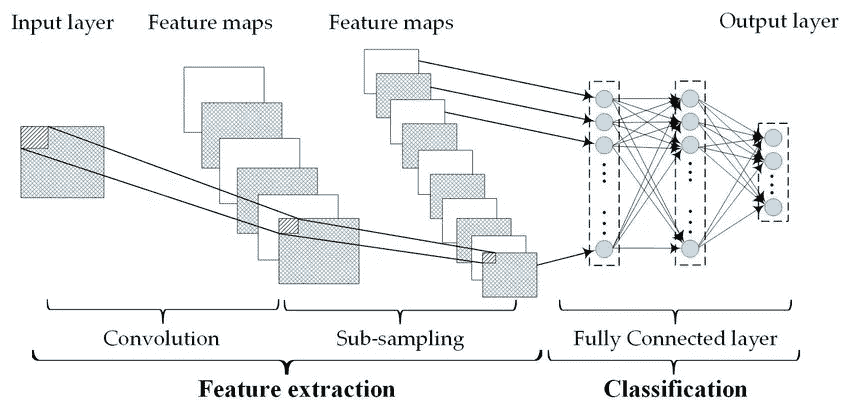 Input layer
Feature maps
Feature maps
Output layer
Convolution
Sub-sampling
Fully Connected layer
Feature extraction
Classification